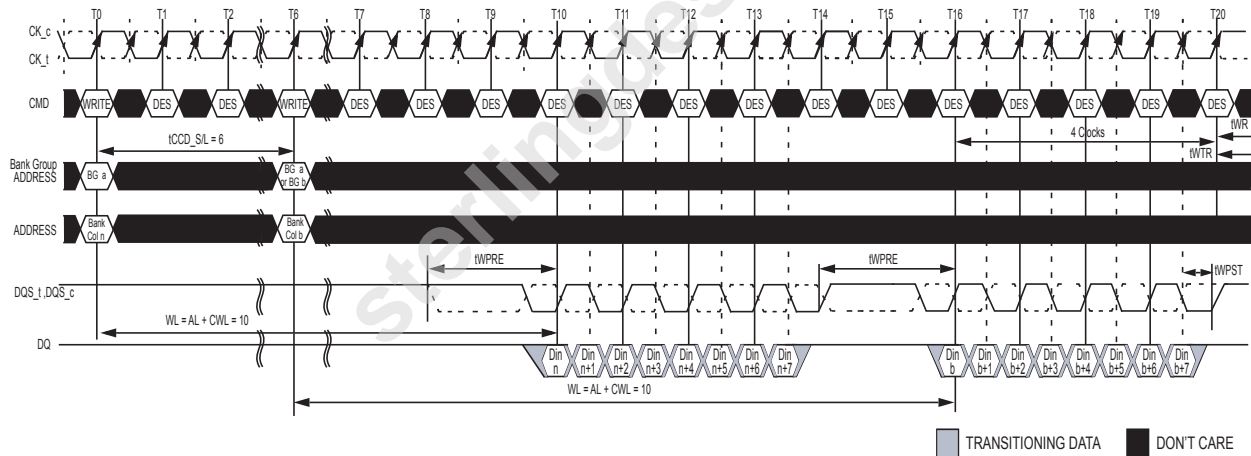 T0 T1 T2 T6 T7 T8 T9 T10 T11 T12 T13 T14 T15 T16 T17 T18 T19 T20
CK_c
CK_t
CMD WRITE DES DES WRITE DES DES DES DES DES DES DES DES DES DES DES DES DES DES
tCCD_S/L = 6
4 Clocks
tWR
tWTR
Bank Group
ADDRESS
BG a
BG a
or BG b
ADDRESS
Bank
Col n
Bank
Col b
tWPRE
tWPRE
tWPST
DQS_t ,DQS_c
WL = AL + CWL = 10
DQ
Din
n
Din
n+1
Din
n+2
Din
n+3
Din
n+4
Din
n+5
Din
n+6
Din
n+7
Din
b
Din
b+1
Din
b+2
Din
b+3
Din
b+4
Din
b+5
Din
b+6
Din
b+7
WL = AL + CWL = 10
TRANSITIONING DATA
DON'T CARE